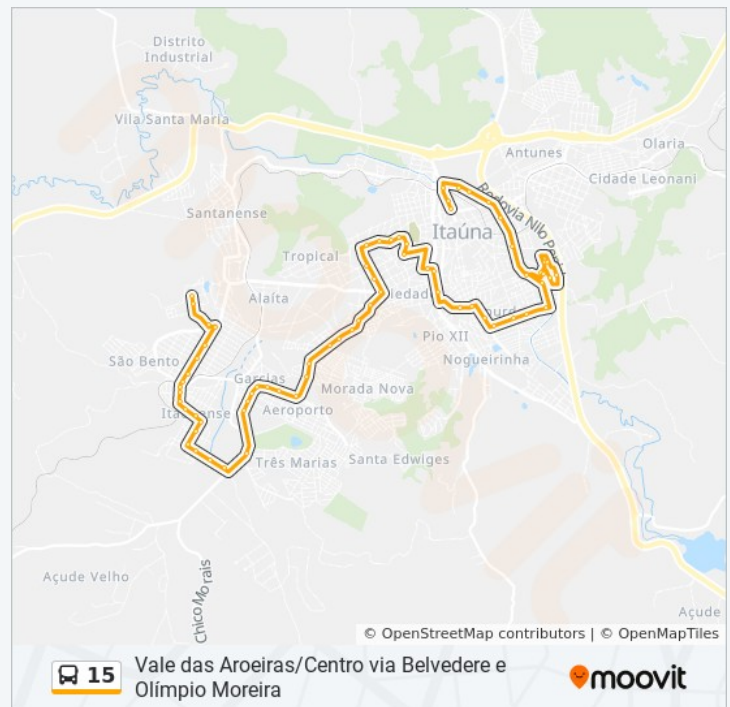 Distrito
Industrial
Vila Santa Maria
Antunes
Olaria
Cidade Leonani
Santanense
Itaúna
Tropical
Alaíta
São Bento
Pio XII
Nogueirinha
Garcias
Morada Nova
Aeroporto
Três Marias
Santa Edwiges
Açude Velho
Chico Morais
Açude
© OpenStreetMap contributors | © OpenMapTiles
15
Vale das Aroeiras/Centro via Belvedere e
Olímpio Moreira
moovit